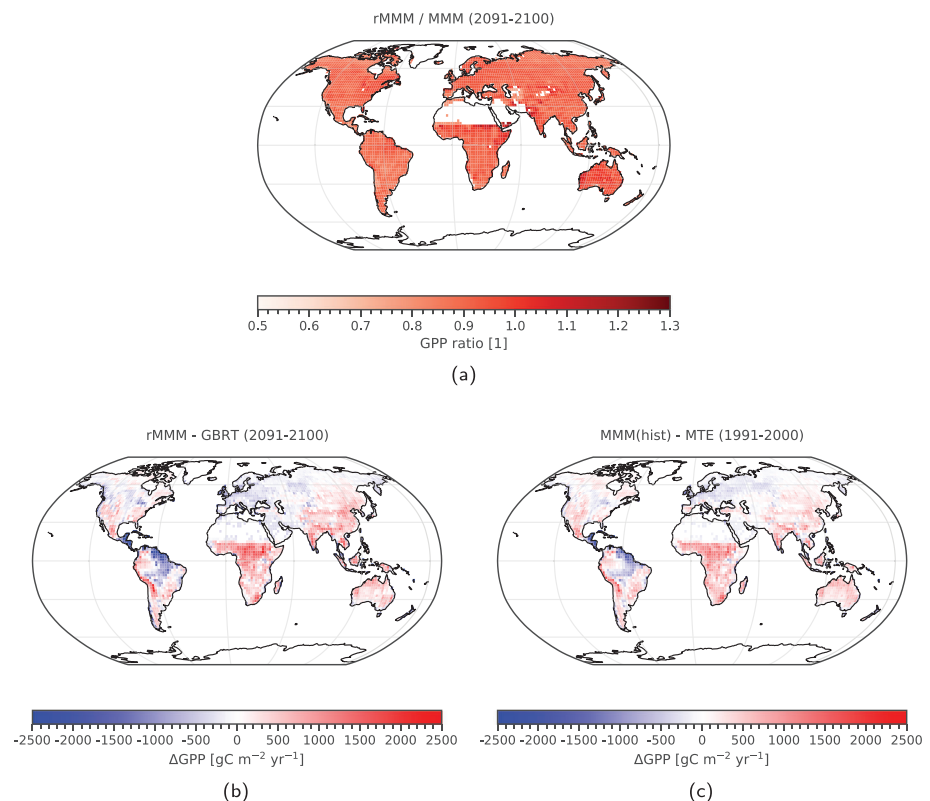 rMMM / MMM (2091-2100)
0.5 0.6 0.7 0.8 0.9 1.0 1.1 1.2 1.3
GPP ratio [1]
(a)
rMMM - GBRT (2091-2100)
-2500 -2000 -1500 -1000 -500 0 500 1000 1500 2000 2500
ΔGPP [gC m⁻² yr⁻¹]
(b)
MMM(hist) - MTE (1991-2000)
-2500 -2000 -1500 -1000 -500 0 500 1000 1500 2000 2500
ΔGPP [gC m⁻² yr⁻¹]
(c)